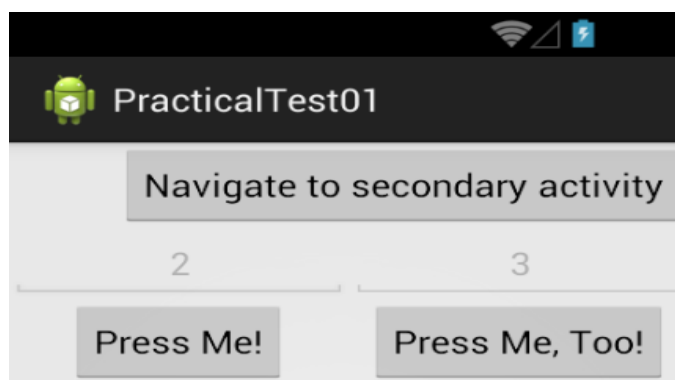 PracticalTest01
Navigate to secondary activity
2 3
Press Me! Press Me, Too!